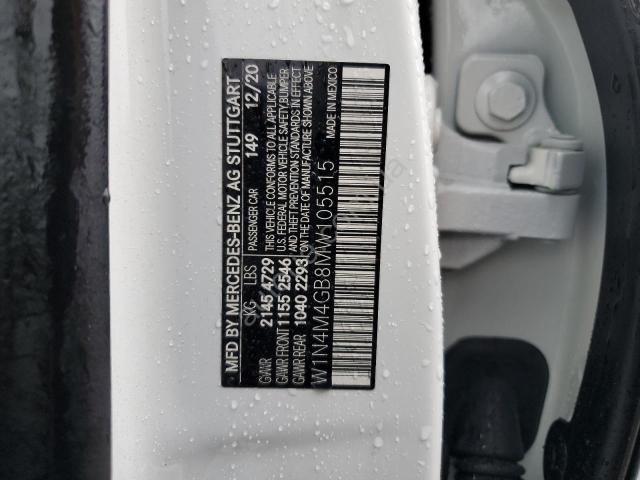 MFD BY MERCEDES-BENZ AG STUTTGART
KG LBS PASSENGER CAR 149 12/20
GVWR 2145 4729 THIS VEHICLE CONFORMS TO ALL APPLICABLE
GAWR FRONT 1155 2546 U.S. FEDERAL MOTOR VEHICLE SAFETY, BUMPER
GAWR REAR 1040 2293 AND THEFT PREVENTION STANDARDS IN EFFECT
ON THE DATE OF MANUFACTURE SHOWN ABOVE
W1N4M4GB8MW105515 MADE IN MEXICO